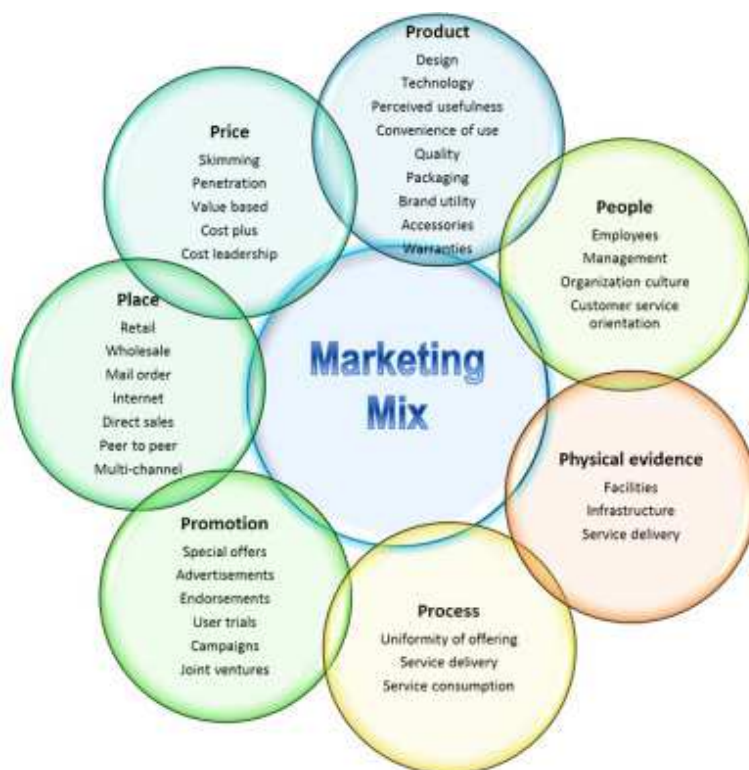 Product
Design
Technology
Perceived usefulness
Convenience of use
Quality
Packaging
Brand utility
Accessories
Warranties
Price
Skimming
Penetration
Value based
Cost plus
Cost leadership
People
Employees
Management
Organization culture
Customer service
orientation
Place
Retail
Wholesale
Mail order
Internet
Direct sales
Peer to peer
Multi-channel
Marketing
Mix
Physical evidence
Facilities
Infrastructure
Service delivery
Promotion
Special offers
Advertisements
Endorsements
User trials
Campaigns
Joint ventures
Process
Uniformity of offering
Service delivery
Service consumption